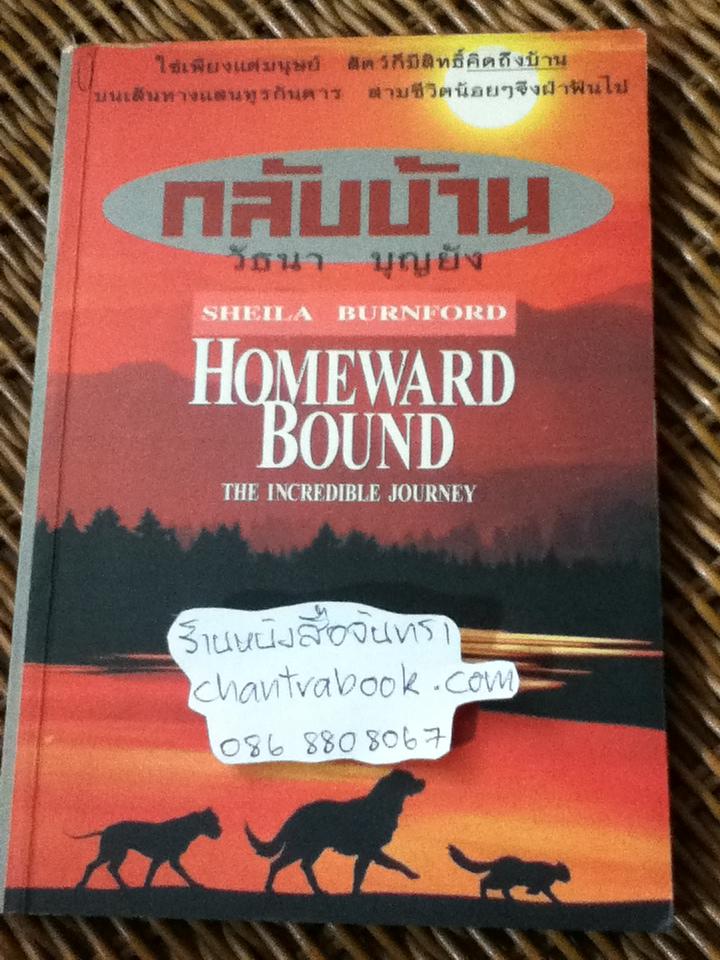 ใช่เพียงแต่มนุษย์ สัตว์ก็มีสิทธิ์คิดถึงบ้าน
บนเส้นทางแสนทุรกันดาร สามชีวิตน้อยๆจึงฝ่าฟันไป
กลับบ้าน
วัธนา บุญยัง
SHEILA BURNFORD
HOMEWARD
BOUND
THE INCREDIBLE JOURNEY
ร้านหนังสือจันทรา
chantrabook.com
086 8808067